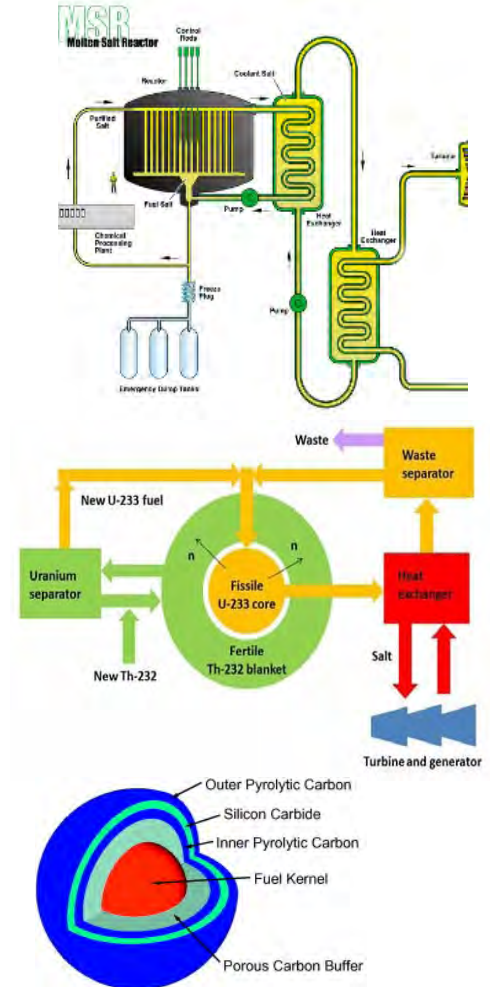 MSR
Molten Salt Reactor
Control
Rods
Reactor
Coolant Salt
Purified
Salt
Fuel Salt
Pump
Heat
Exchanger
Turbine
Heat
Exchanger
Chemical
Processing
Plant
Freeze
Plug
Pump
Emergency Dump Tanks
Waste
Waste
separator
New U-233 fuel
n
n
Uranium
separator
Fissile
U-233 core
Heat
exchanger
Fertile
Th-232 blanket
New Th-232
Salt
Turbine and generator
Outer Pyrolytic Carbon
Silicon Carbide
Inner Pyrolytic Carbon
Fuel Kernel
Porous Carbon Buffer